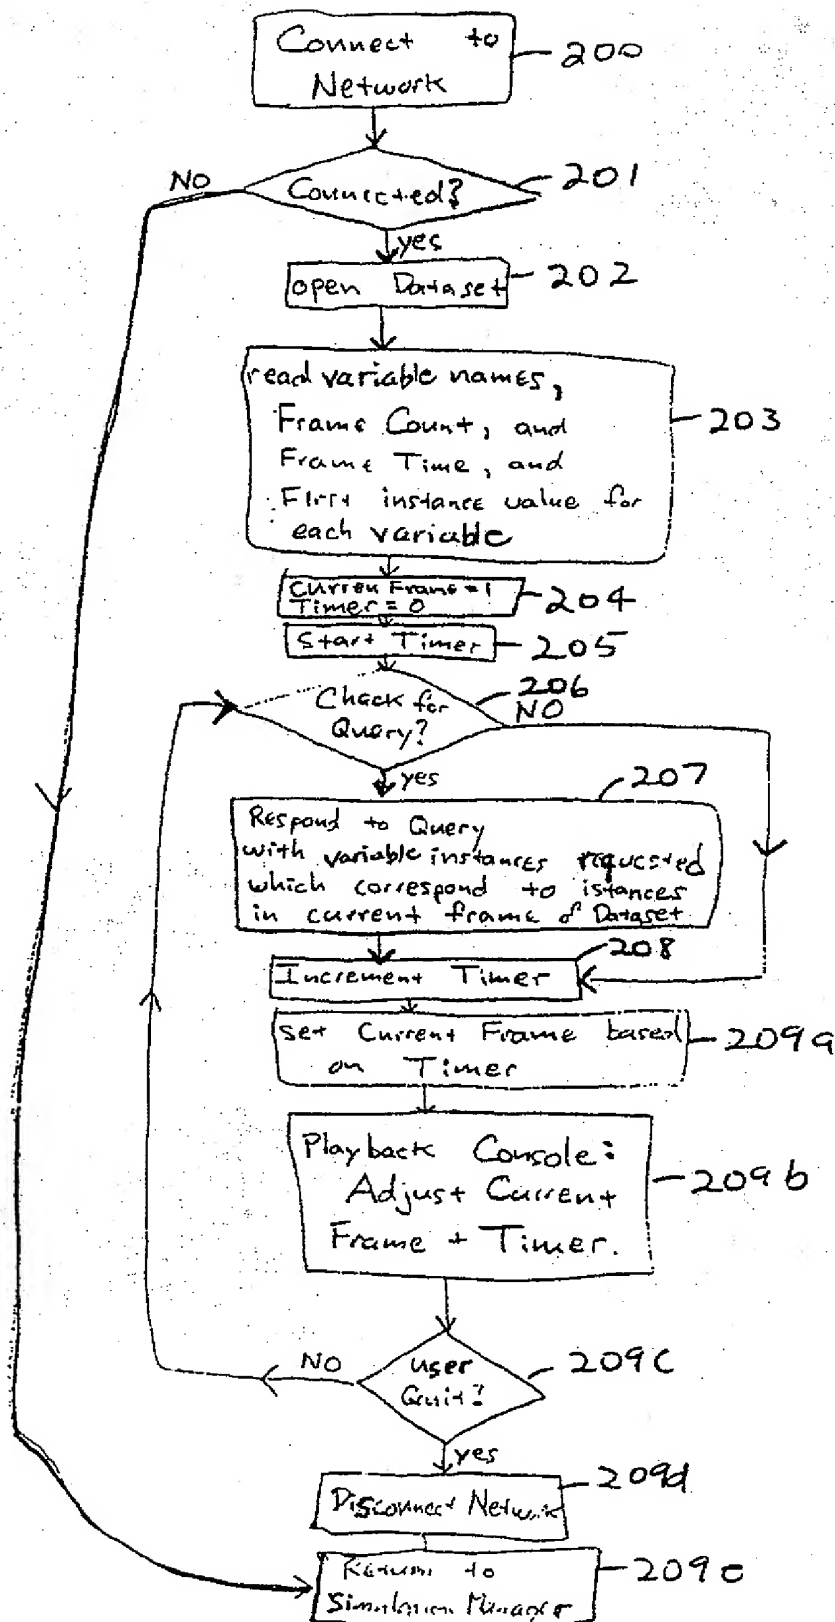 Connect to
Network
200
NO
Connected?
201
yes
open Dataset
202
read variable names,
Frame Count, and
Frame Time, and
First instance value for
each variable
203
Curren Frame = 1
Timer = 0
204
Start Timer
205
Check for
Query?
206
NO
yes
207
Respond to Query
with variable instances requested
which correspond to istances
in current frame of Dataset
208
Increment Timer
set Current Frame based
on Timer
209a
Playback Console:
Adjust Current
Frame + Timer.
209b
NO
user
Quit?
209c
yes
209d
Disconnect Network
Return to
Simulation Manager
209e